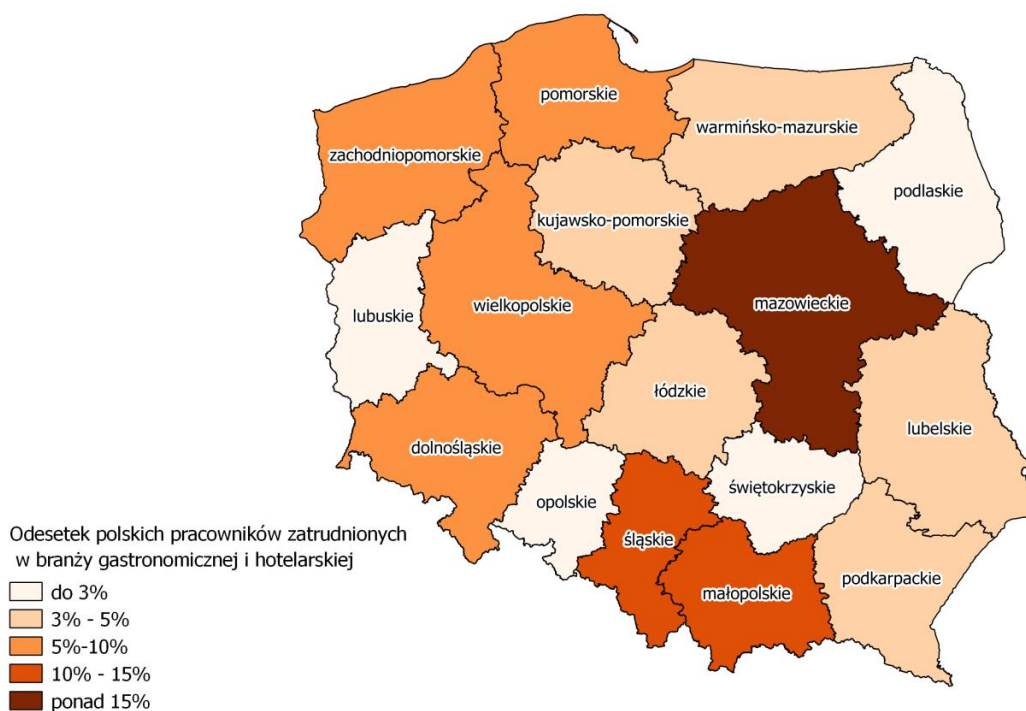 pomorskie
warmińsko-mazurskie
zachodniopomorskie
podlaskie
kujawsko-pomorskie
mazowieckie
wielkopolskie
lubuskie
łódzkie
lubelskie
dolnośląskie
opolskie
świętokrzyskie
śląskie
podkarpackie
małopolskie
Odesetek polskich pracowników zatrudnionych
w branży gastronomicznej i hotelarskiej
do 3%
3% - 5%
5%-10%
10% - 15%
ponad 15%